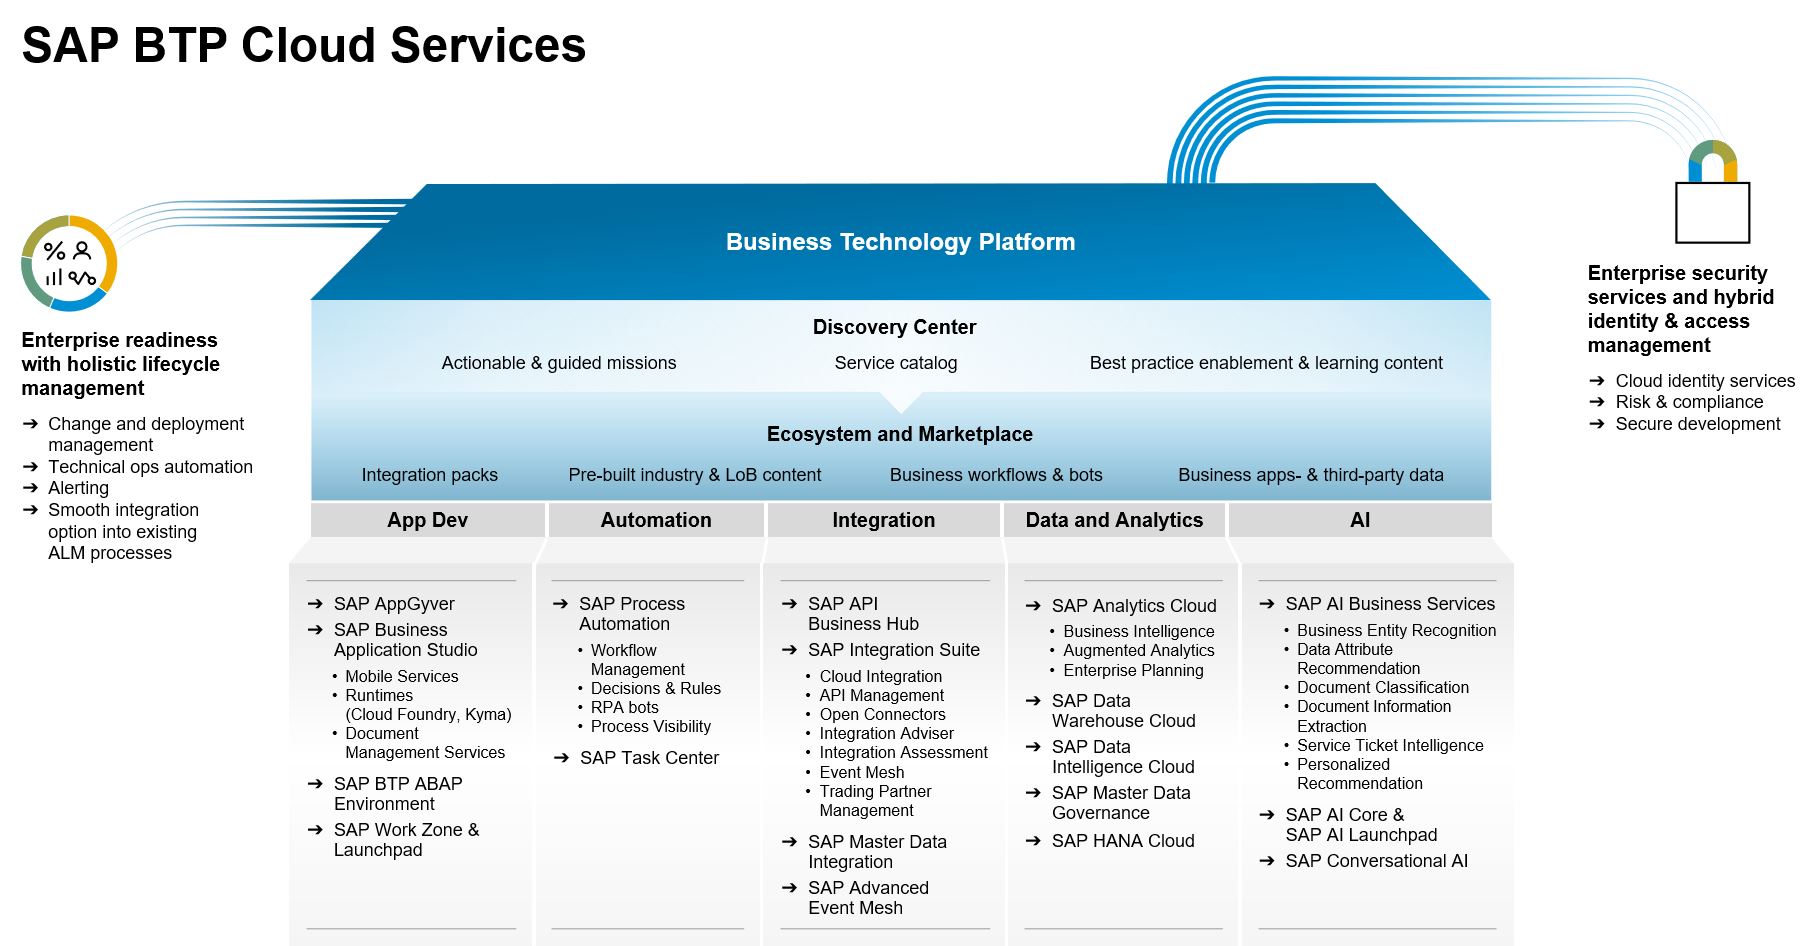 SAP BTP Cloud Services
Business Technology Platform
Discovery Center
Actionable & guided missions
Service catalog
Best practice enablement & learning content
Ecosystem and Marketplace
Integration packs
Pre-built industry & LoB content
Business workflows & bots
Business apps- & third-party data
Enterprise readiness
with holistic lifecycle
management
➔ Change and deployment
management
➔ Technical ops automation
➔ Alerting
➔ Smooth integration
option into existing
ALM processes
Enterprise security
services and hybrid
identity & access
management
➔ Cloud identity services
➔ Risk & compliance
➔ Secure development
App Dev
➔ SAP AppGyver
➔ SAP Business
Application Studio
• Mobile Services
• Runtimes
(Cloud Foundry, Kyma)
• Document
Management Services
➔ SAP BTP ABAP
Environment
➔ SAP Work Zone &
Launchpad
Automation
➔ SAP Process
Automation
• Workflow
Management
• Decisions & Rules
• RPA bots
• Process Visibility
➔ SAP Task Center
Integration
➔ SAP API
Business Hub
➔ SAP Integration Suite
• Cloud Integration
• API Management
• Open Connectors
• Integration Adviser
• Integration Assessment
• Event Mesh
• Trading Partner
Management
➔ SAP Master Data
Integration
➔ SAP Advanced
Event Mesh
Data and Analytics
➔ SAP Analytics Cloud
• Business Intelligence
• Augmented Analytics
• Enterprise Planning
➔ SAP Data
Warehouse Cloud
➔ SAP Data
Intelligence Cloud
➔ SAP Master Data
Governance
➔ SAP HANA Cloud
AI
➔ SAP AI Business Services
• Business Entity Recognition
• Data Attribute
Recommendation
• Document Classification
• Document Information
Extraction
• Service Ticket Intelligence
• Personalized
Recommendation
➔ SAP AI Core &
SAP AI Launchpad
➔ SAP Conversational AI